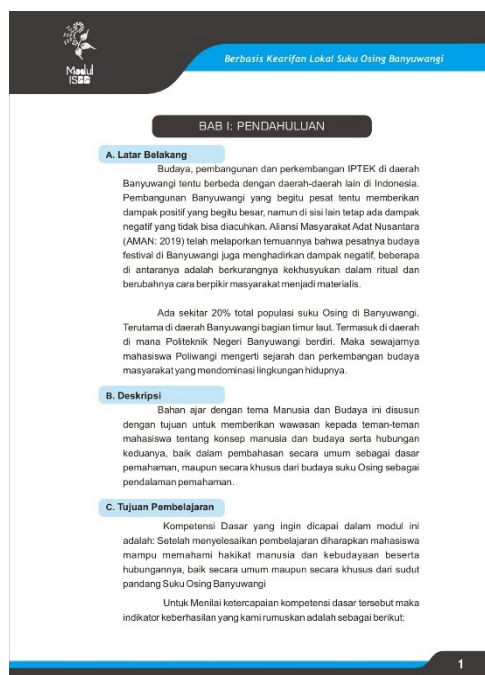 Berbasis Kearifan Lokal Suku Osing Banyuwangi
Modul
ISBD
BAB I: PENDAHULUAN
A. Latar Belakang
Budaya, pembangunan dan perkembangan IPTEK di daerah
Banyuwangi tentu berbeda dengan daerah-daerah lain di Indonesia.
Pembangunan Banyuwangi yang begitu pesat tentu memberikan
dampak positif yang begitu besar, namun di sisi lain tetap ada dampak
negatif yang tidak bisa diacuhkan. Aliansi Masyarakat Adat Nusantara
(AMAN: 2019) telah melaporkan temuannya bahwa pesatnya budaya
festival di Banyuwangi juga menghadirkan dampak negatif, beberapa
di antaranya adalah berkurangnya kekhusyukan dalam ritual dan
berubahnya cara berpikir masyarakat menjadi materialis.
Ada sekitar 20% total populasi suku Osing di Banyuwangi.
Terutama di daerah Banyuwangi bagian timur laut. Termasuk di daerah
di mana Politeknik Negeri Banyuwangi berdiri. Maka sewajarnya
mahasiswa Poliwangi mengerti sejarah dan perkembangan budaya
masyarakat yang mendominasi lingkungan hidupnya.
B. Deskripsi
Bahan ajar dengan tema Manusia dan Budaya ini disusun
dengan tujuan untuk memberikan wawasan kepada teman-teman
mahasiswa tentang konsep manusia dan budaya serta hubungan
keduanya, baik dalam pembahasan secara umum sebagai dasar
pemahaman, maupun secara khusus dari budaya suku Osing sebagai
pendalaman pemahaman.
C. Tujuan Pembelajaran
Kompetensi Dasar yang ingin dicapai dalam modul ini
adalah: Setelah menyelesaikan pembelajaran diharapkan mahasiswa
mampu memahami hakikat manusia dan kebudayaan beserta
hubungannya, baik secara umum maupun secara khusus dari sudut
pandang Suku Osing Banyuwangi
Untuk Menilai ketercapaian kompetensi dasar tersebut maka
indikator keberhasilan yang kami rumuskan adalah sebagai berikut:
1